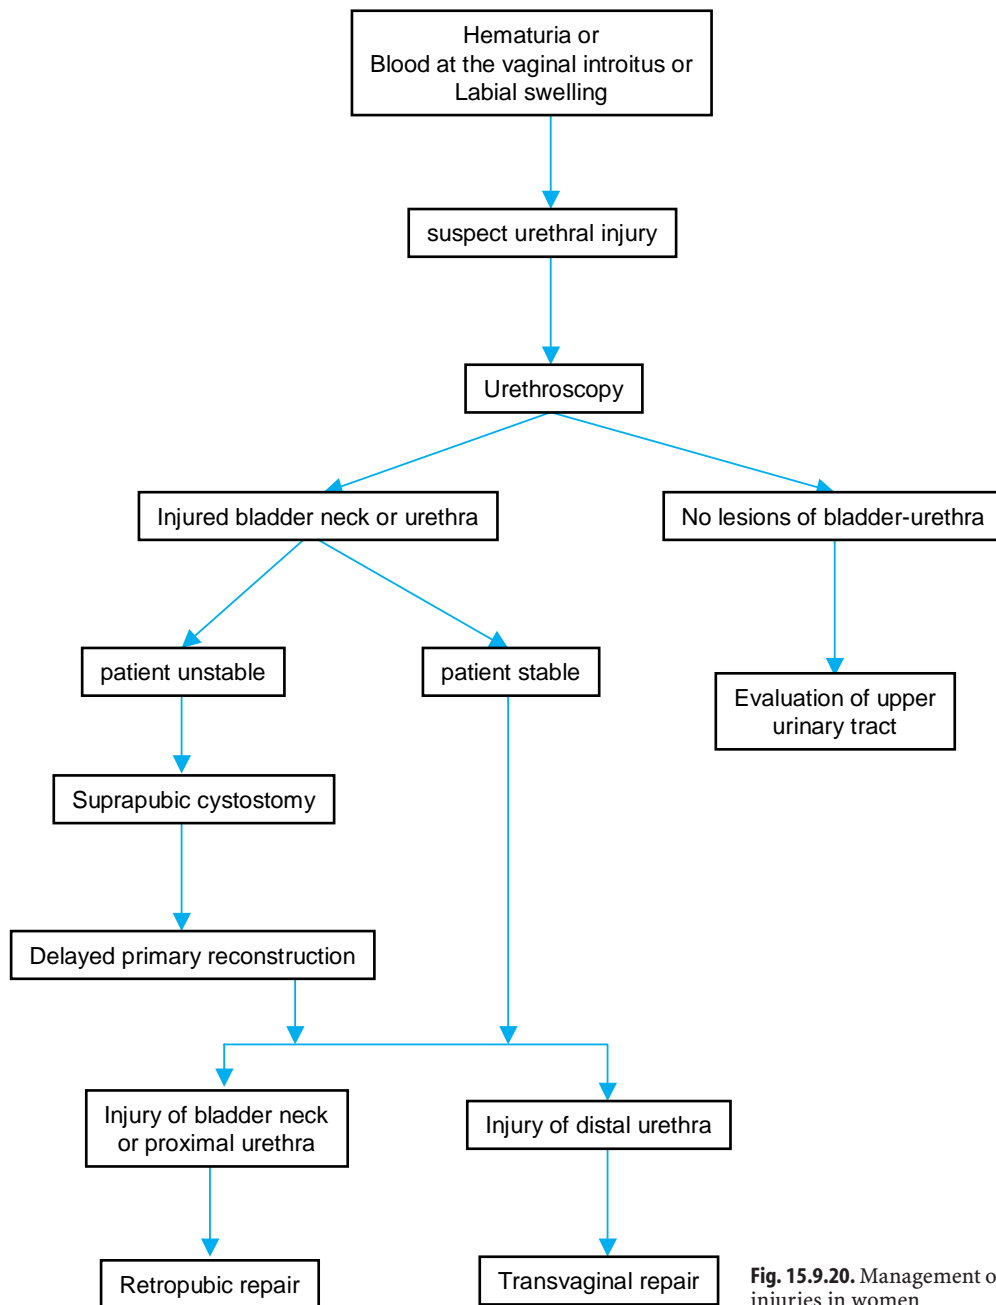 Hematuria or
Blood at the vaginal introitus or
Labial swelling
suspect urethral injury
Urethroscopy
Injured bladder neck or urethra
No lesions of bladder-urethra
patient unstable
patient stable
Evaluation of upper
urinary tract
Suprapubic cystostomy
Delayed primary reconstruction
Injury of bladder neck
or proximal urethra
Injury of distal urethra
Retropubic repair
Transvaginal repair
Fig. 15.9.20. Management o
injuries in women